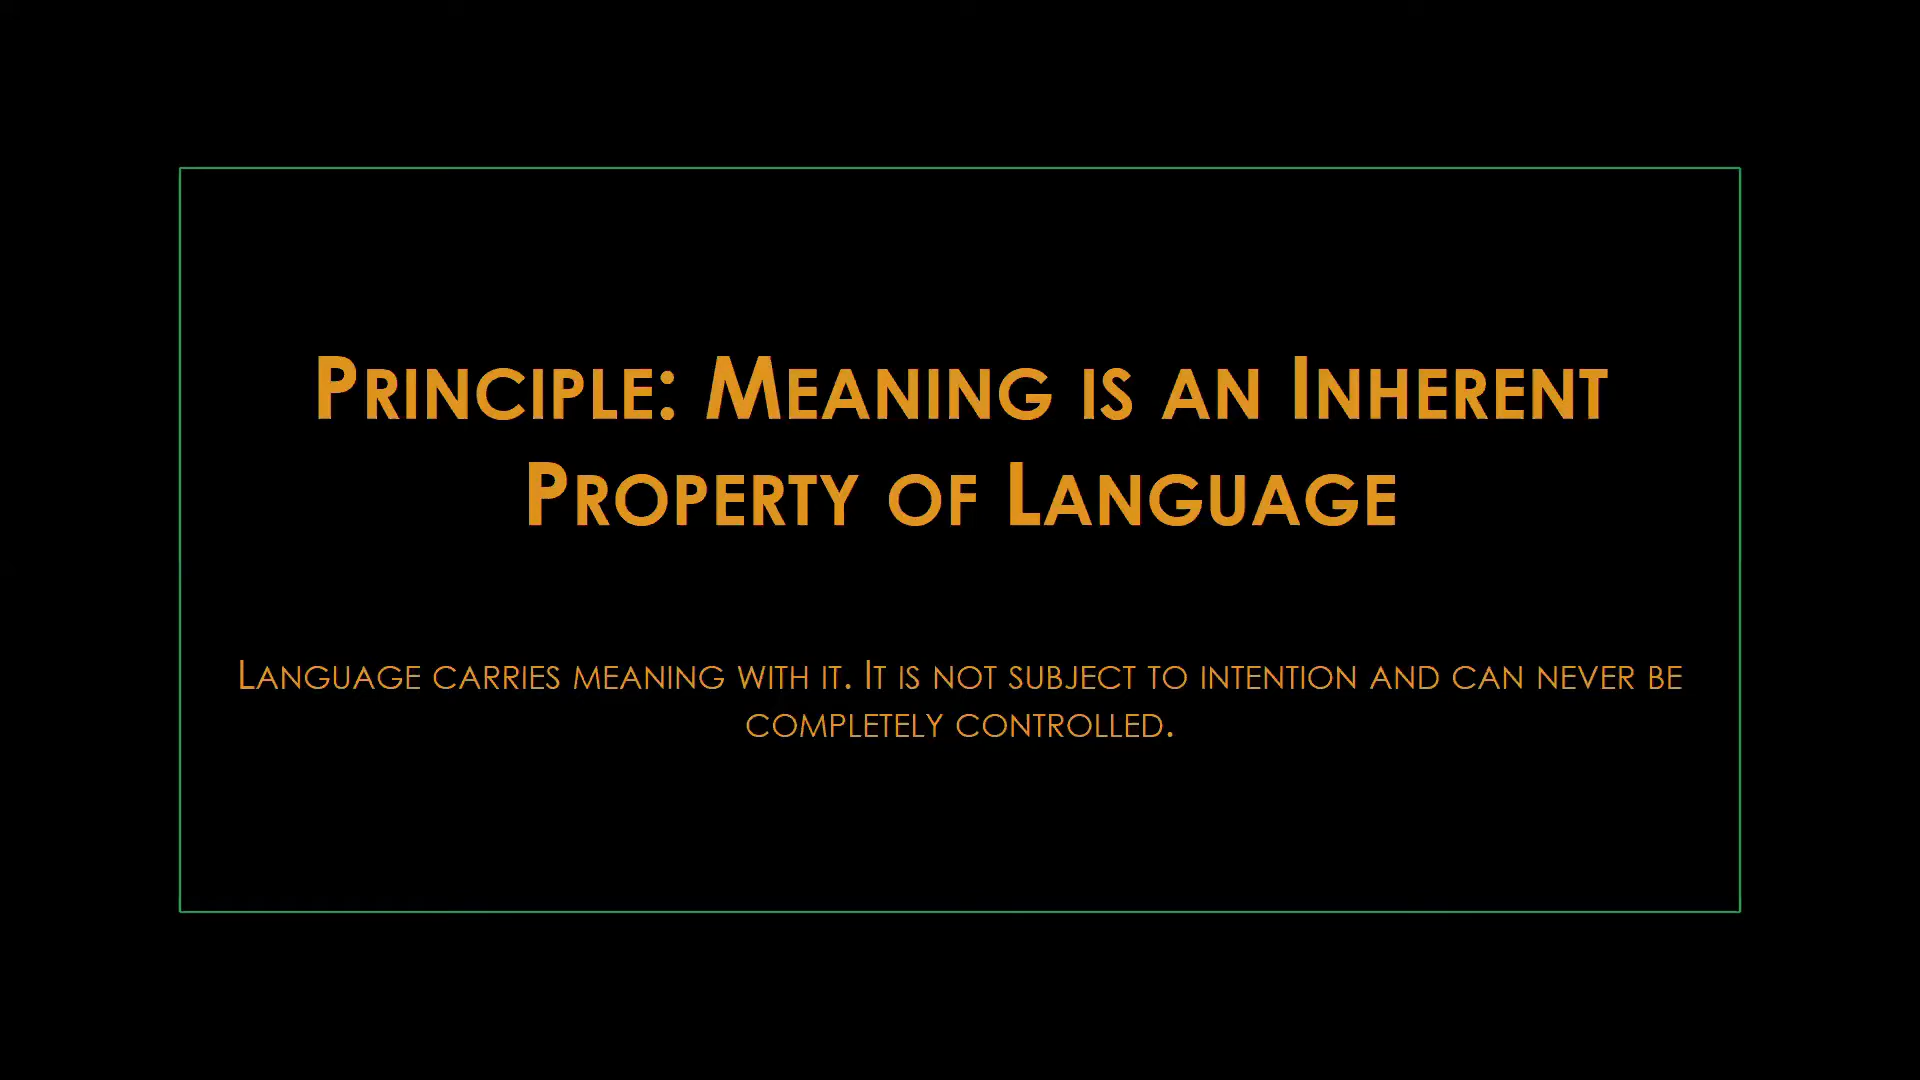 Principle: Meaning is an Inherent
Property of Language
Language carries meaning with it. It is not subject to intention and can never be
completely controlled.